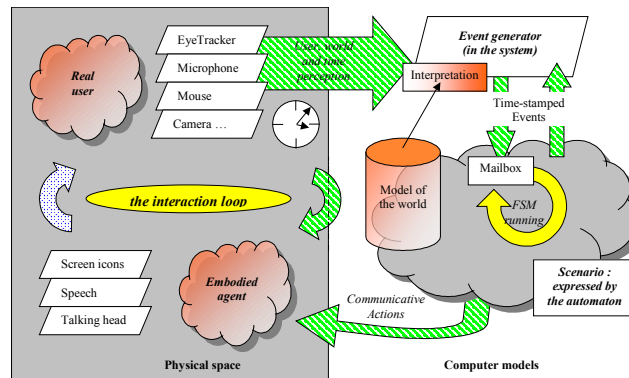 EyeTracker
Microphone
Mouse
Camera …
Real
user
User, world
and time
perception
Event generator
(in the system)
Interpretation
Time-stamped
Events
Mailbox
Model of
the world
FSM
running
the interaction loop
Screen icons
Speech
Talking head
Embodied
agent
Communicative
Actions
Scenario :
expressed by
the automaton
Physical space
Computer models